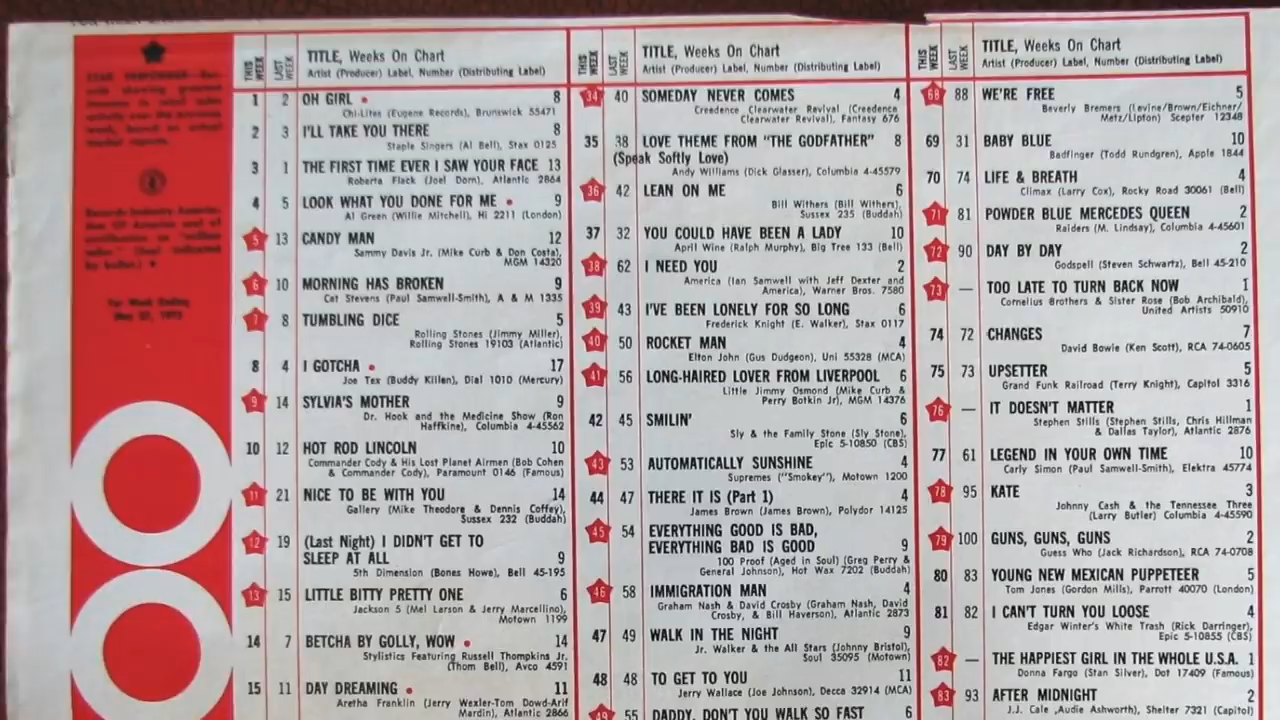 STAR PERFORMER—
For Week Ending
May 27, 1972
THIS WEEK
LAST WEEK
TITLE, Weeks On Chart
Artist (Producer) Label, Number (Distributing Label)
1 2 OH GIRL • 8
Chi-Lites (Eugene Records), Brunswick 55471
2 3 I'LL TAKE YOU THERE 8
Staple Singers (Al Bell), Stax 0125
3 1 THE FIRST TIME EVER I SAW YOUR FACE 13
Roberta Flack (Joel Dorn), Atlantic 2864
4 5 LOOK WHAT YOU DONE FOR ME • 9
Al Green (Willie Mitchell), Hi 2211 (London)
5 13 CANDY MAN 12
Sammy Davis Jr. (Mike Curb & Don Costa),
MGM 14320
6 10 MORNING HAS BROKEN 9
Cat Stevens (Paul Samwell-Smith), A & M 1335
7 8 TUMBLING DICE 5
Rolling Stones (Jimmy Miller),
Rolling Stones 19103 (Atlantic)
8 4 I GOTCHA • 17
Joe Tex (Buddy Killen), Dial 1010 (Mercury)
9 14 SYLVIA'S MOTHER 9
Dr. Hook and the Medicine Show (Ron
Haffkine), Columbia 4-45562
10 12 HOT ROD LINCOLN 10
Commander Cody & His Lost Planet Airmen (Bob Cohen
& Commander Cody), Paramount 0146 (Famous)
11 21 NICE TO BE WITH YOU 14
Gallery (Mike Theodore & Dennis Coffey),
Sussex 232 (Buddah)
12 19 (Last Night) I DIDN'T GET TO
SLEEP AT ALL 9
5th Dimension (Bones Howe), Bell 45-195
13 15 LITTLE BITTY PRETTY ONE 6
Jackson 5 (Mel Larson & Jerry Marcellino),
Motown 1199
14 7 BETCHA BY GOLLY, WOW • 14
Stylistics Featuring Russell Thompkins Jr.
(Thom Bell), Avco 4591
15 11 DAY DREAMING • 11
Aretha Franklin (Jerry Wexler-Tom Dowd-Arif
Mardin), Atlantic 2866
THIS WEEK
LAST WEEK
TITLE, Weeks On Chart
Artist (Producer) Label, Number (Distributing Label)
34 40 SOMEDAY NEVER COMES 4
Creedence Clearwater Revival (Creedence
Clearwater Revival), Fantasy 676
35 38 LOVE THEME FROM "THE GODFATHER" 8
(Speak Softly Love)
Andy Williams (Dick Glasser), Columbia 4-45579
36 42 LEAN ON ME 6
Bill Withers (Bill Withers),
Sussex 235 (Buddah)
37 32 YOU COULD HAVE BEEN A LADY 10
April Wine (Ralph Murphy), Big Tree 133 (Bell)
38 62 I NEED YOU 2
America (Ian Samwell with Jeff Dexter and
America), Warner Bros. 7580
39 43 I'VE BEEN LONELY FOR SO LONG 6
Frederick Knight (E. Walker), Stax 0117
40 50 ROCKET MAN 4
Elton John (Gus Dudgeon), Uni 55328 (MCA)
41 56 LONG-HAIRED LOVER FROM LIVERPOOL 6
Little Jimmy Osmond (Mike Curb &
Perry Botkin Jr), MGM 14376
42 45 SMILIN' 6
Sly & the Family Stone (Sly Stone),
Epic 5-10850 (CBS)
43 53 AUTOMATICALLY SUNSHINE 4
Supremes ("Smokey"), Motown 1200
44 47 THERE IT IS (Part 1) 4
James Brown (James Brown), Polydor 14125
45 54 EVERYTHING GOOD IS BAD,
EVERYTHING BAD IS GOOD 9
100 Proof (Aged in Soul) (Greg Perry &
General Johnson), Hot Wax 7202 (Buddah)
46 58 IMMIGRATION MAN 4
Graham Nash & David Crosby (Graham Nash, David
Crosby, & Bill Haverson), Atlantic 2873
47 49 WALK IN THE NIGHT 9
Jr. Walker & the All Stars (Johnny Bristol),
Soul 35095 (Motown)
48 48 TO GET TO YOU 11
Jerry Wallace (Joe Johnson), Decca 32914 (MCA)
49 55 DADDY, DON'T YOU WALK SO FAST 6
THIS WEEK
LAST WEEK
TITLE, Weeks On Chart
Artist (Producer) Label, Number (Distributing Label)
68 88 WE'RE FREE 5
Beverly Bremers (Levine/Brown/Eichner/
Metz/Lipton) Scepter 12348
69 31 BABY BLUE 10
Badfinger (Todd Rundgren), Apple 1844
70 74 LIFE & BREATH 4
Climax (Larry Cox), Rocky Road 30061 (Bell)
71 81 POWDER BLUE MERCEDES QUEEN 2
Raiders (M. Lindsay), Columbia 4-45601
72 90 DAY BY DAY 2
Godspell (Steven Schwartz), Bell 45-210
73 — TOO LATE TO TURN BACK NOW 1
Cornelius Brothers & Sister Rose (Bob Archibald),
United Artists 50910
74 72 CHANGES 7
David Bowie (Ken Scott), RCA 74-0605
75 73 UPSETTER 5
Grand Funk Railroad (Terry Knight), Capitol 3316
76 — IT DOESN'T MATTER 1
Stephen Stills (Stephen Stills, Chris Hillman
& Dallas Taylor), Atlantic 2876
77 61 LEGEND IN YOUR OWN TIME 10
Carly Simon (Paul Samwell-Smith), Elektra 45774
78 95 KATE 3
Johnny Cash & the Tennessee Three
(Larry Butler) Columbia 4-45590
79 100 GUNS, GUNS, GUNS 2
Guess Who (Jack Richardson), RCA 74-0708
80 83 YOUNG NEW MEXICAN PUPPETEER 5
Tom Jones (Gordon Mills), Parrott 40070 (London)
81 82 I CAN'T TURN YOU LOOSE 4
Edgar Winter's White Trash (Rick Darringer),
Epic 5-10855 (CBS)
82 — THE HAPPIEST GIRL IN THE WHOLE U.S.A. 1
Donna Fargo (Stan Silver), Dot 17409 (Famous)
83 93 AFTER MIDNIGHT 2
J.J. Cale ,Audie Ashworth), Shelter 7321 (Capitol)